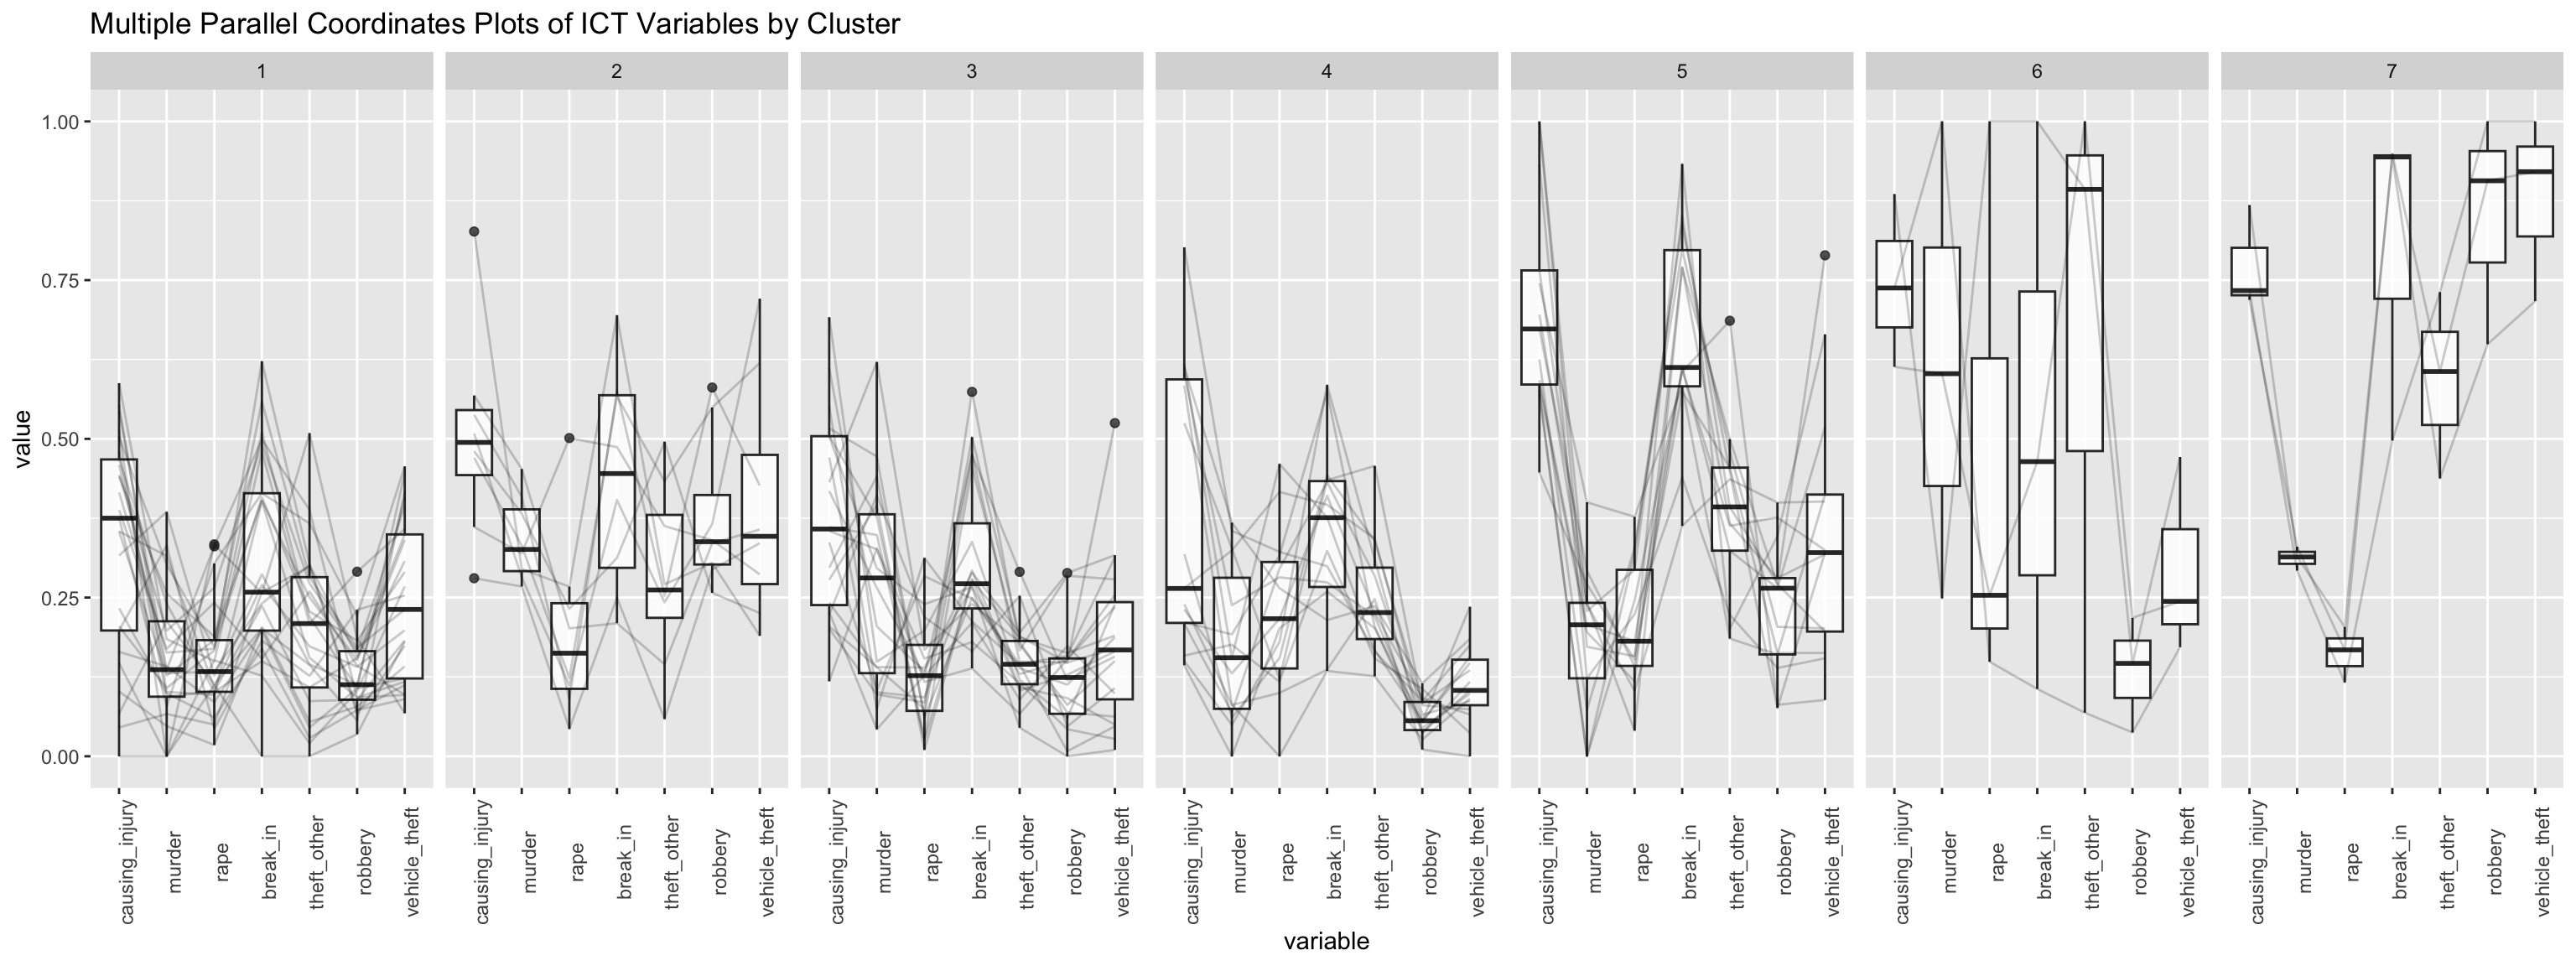 Multiple Parallel Coordinates Plots of ICT Variables by Cluster
1 2 3 4 5 6 7
value
1.00
0.75
0.50
0.25
0.00
causing_injury murder rape break_in theft_other robbery vehicle_theft causing_injury murder rape break_in theft_other robbery vehicle_theft causing_injury murder rape break_in theft_other robbery vehicle_theft causing_injury murder rape break_in theft_other robbery vehicle_theft causing_injury murder rape break_in theft_other robbery vehicle_theft causing_injury murder rape break_in theft_other robbery vehicle_theft causing_injury murder rape break_in theft_other robbery vehicle_theft
variable